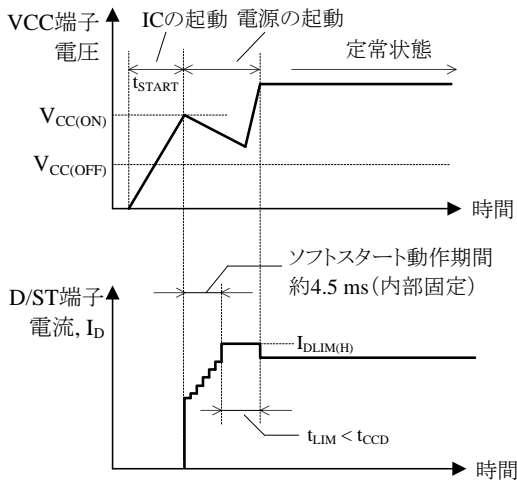 VCC端子
電圧
ICの起動
電源の起動
定常状態
tSTART
VCC(ON)
VCC(OFF)
時間
ソフトスタート動作期間
約4.5 ms（内部固定）
D/ST端子
電流, ID
IDLIM(H)
tLIM < tCCD
時間